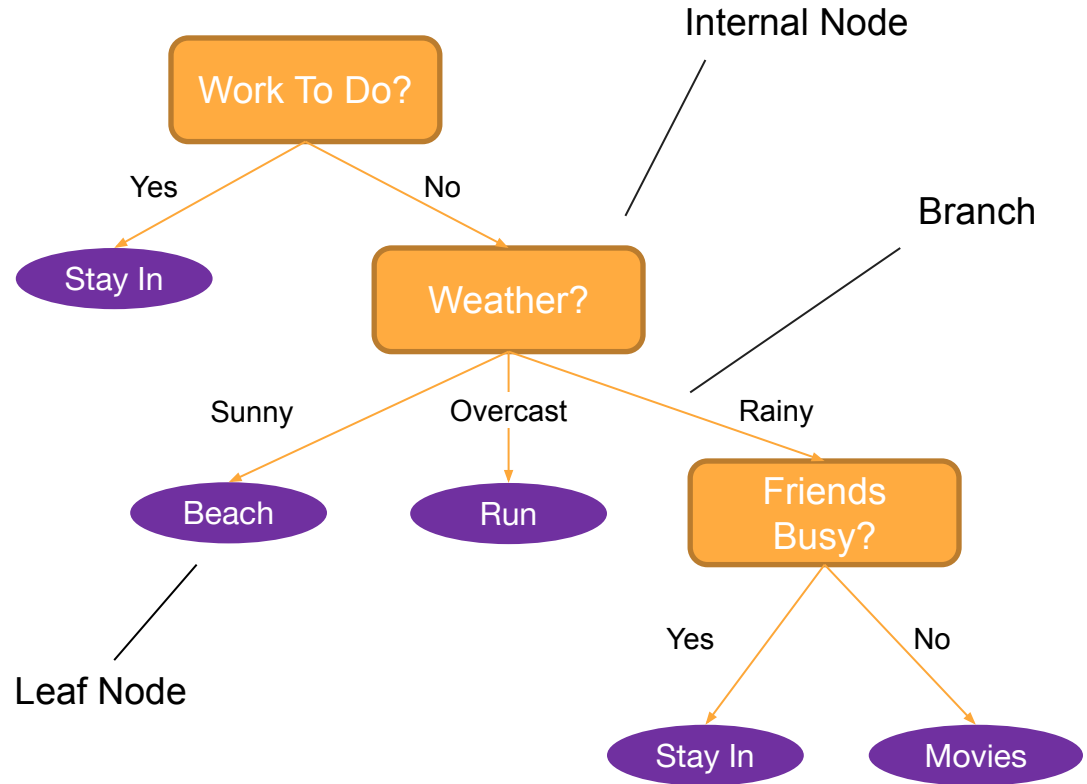 Internal Node
Work To Do?
Yes
No
Branch
Stay In
Weather?
Sunny
Overcast
Rainy
Friends
Busy?
Beach
Run
Yes
No
Leaf Node
Stay In
Movies